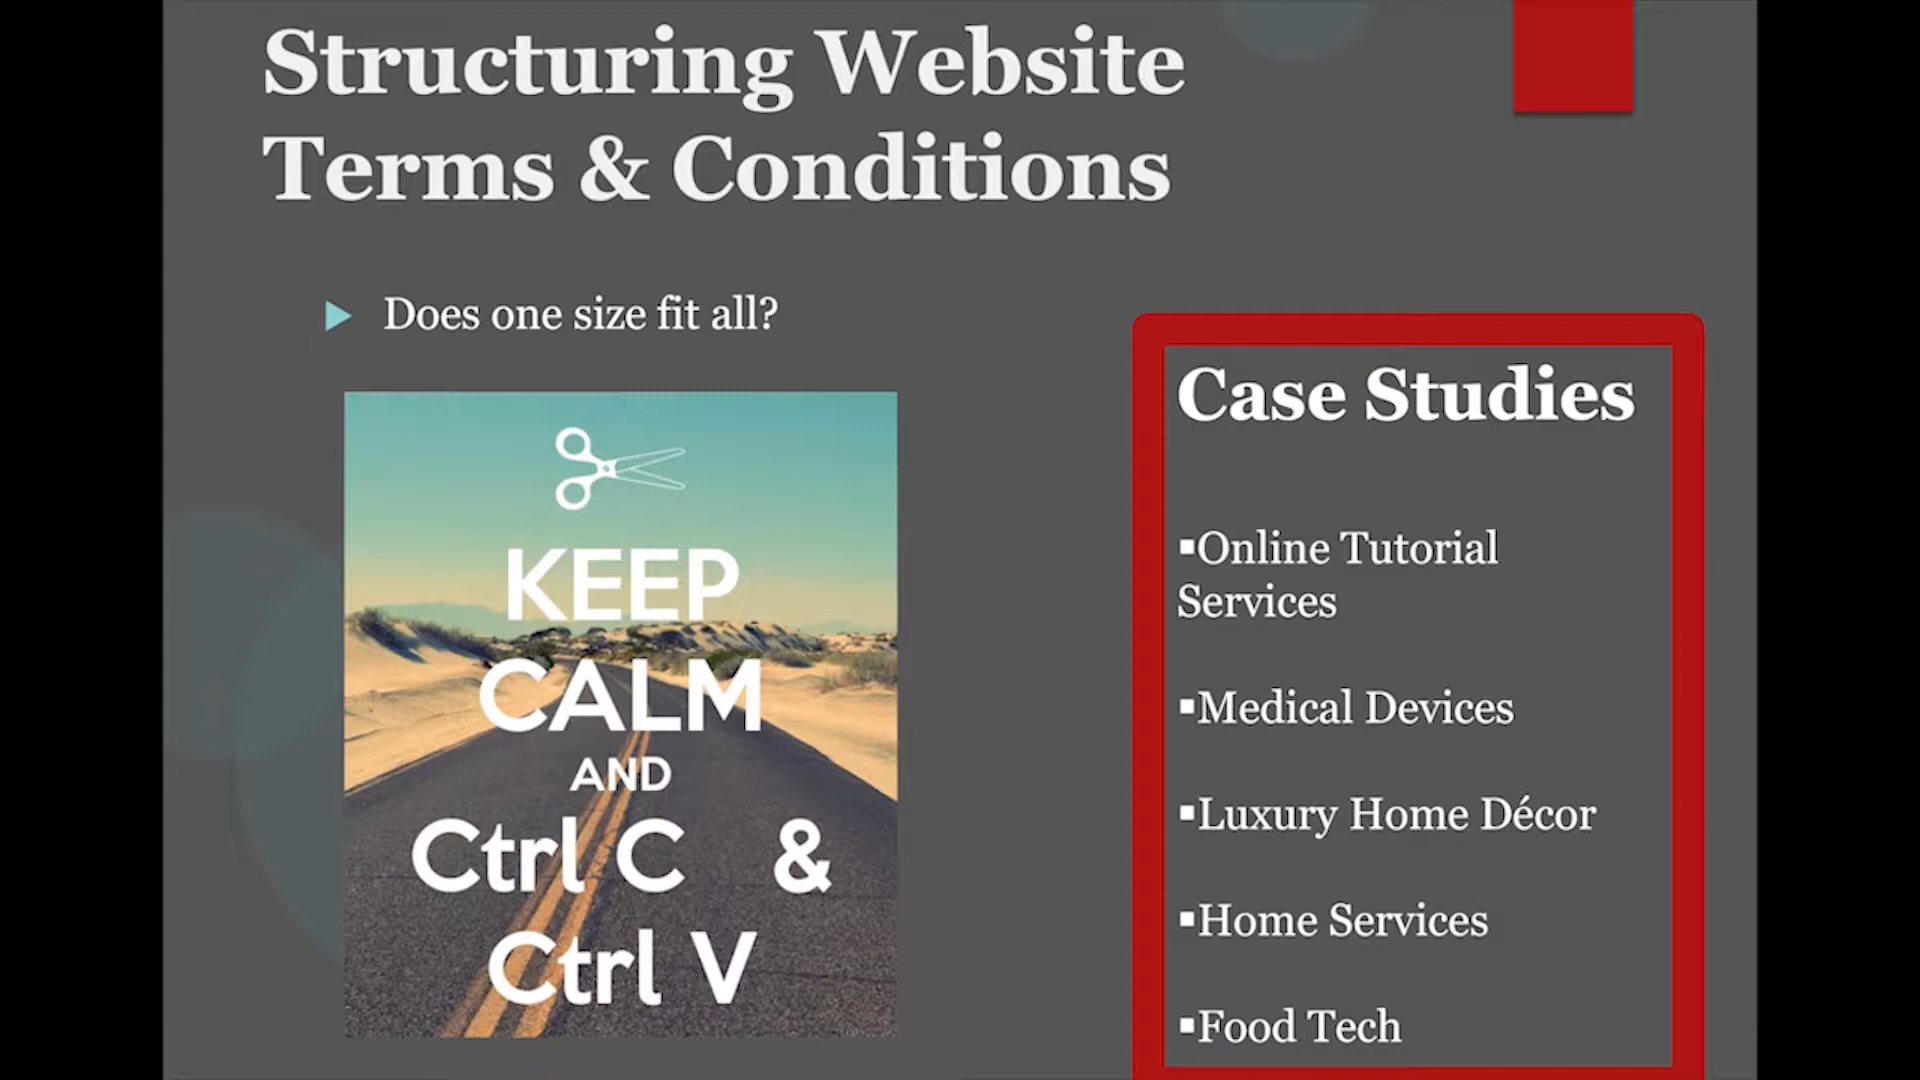 Structuring Website
Terms & Conditions
Does one size fit all?
KEEP
CALM
AND
Ctrl C &
Ctrl V
Case Studies
▪Online Tutorial
Services
▪Medical Devices
▪Luxury Home Décor
▪Home Services
▪Food Tech